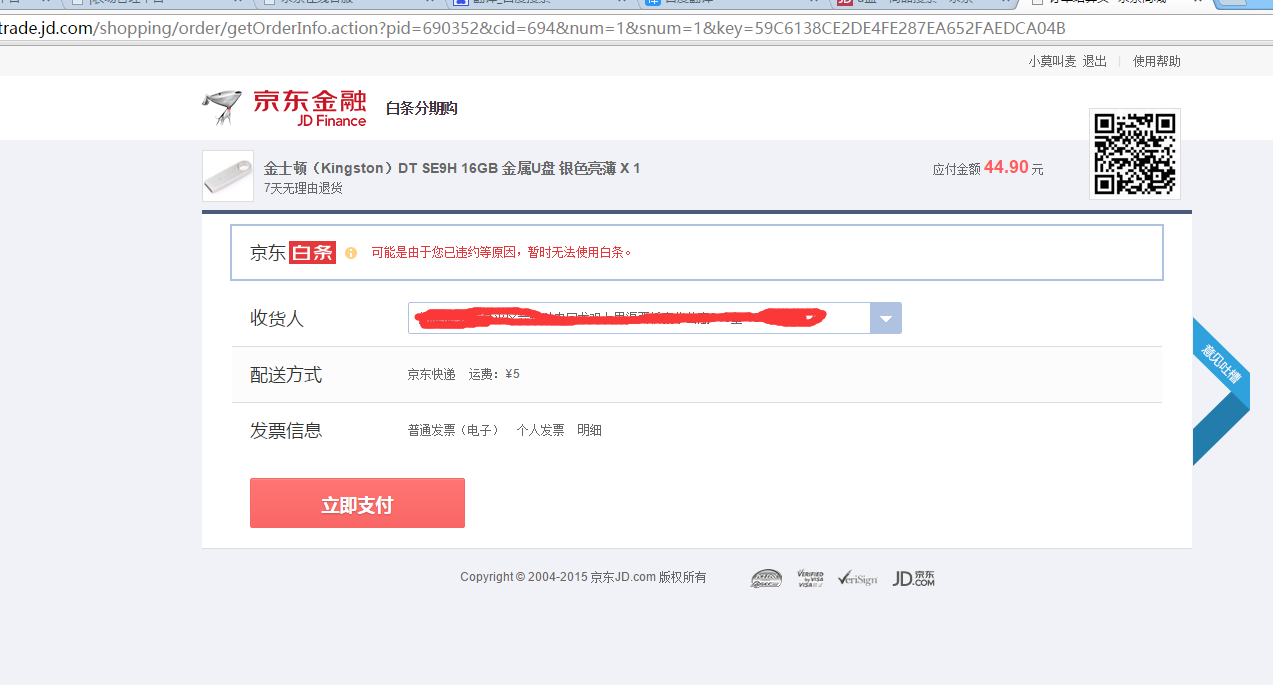 trade.jd.com/shopping/order/getOrderInfo.action?pid=690352&cid=694&num=1&snum=1&key=59C6138CE2DE4FE287EA652FAEDCA04B
小莫叫麦 退出 使用帮助
京东金融
JD Finance
白条分期购
金士顿（Kingston）DT SE9H 16GB 金属U盘 银色亮薄 X 1
7天无理由退货
应付金额 44.90 元
京东 白条 可能是由于您已违约等原因，暂时无法使用白条。
收货人
意见吐槽
配送方式 京东快递 运费：¥5
发票信息 普通发票（电子） 个人发票 明细
立即支付
Copyright © 2004-2015 京东JD.com 版权所有
VERIFIED by VISA
VeriSign
JD.京东 .COM